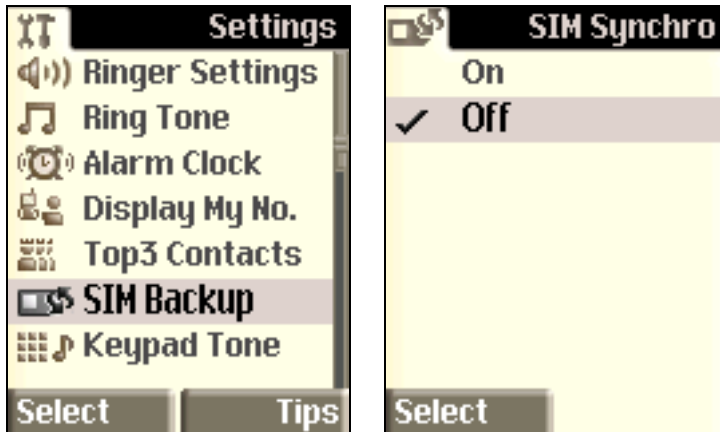 Settings
Ringer Settings
Ring Tone
Alarm Clock
Display My No.
Top3 Contacts
SIM Backup
Keypad Tone
Select
Tips
SIM Synchro
On
Off
Select